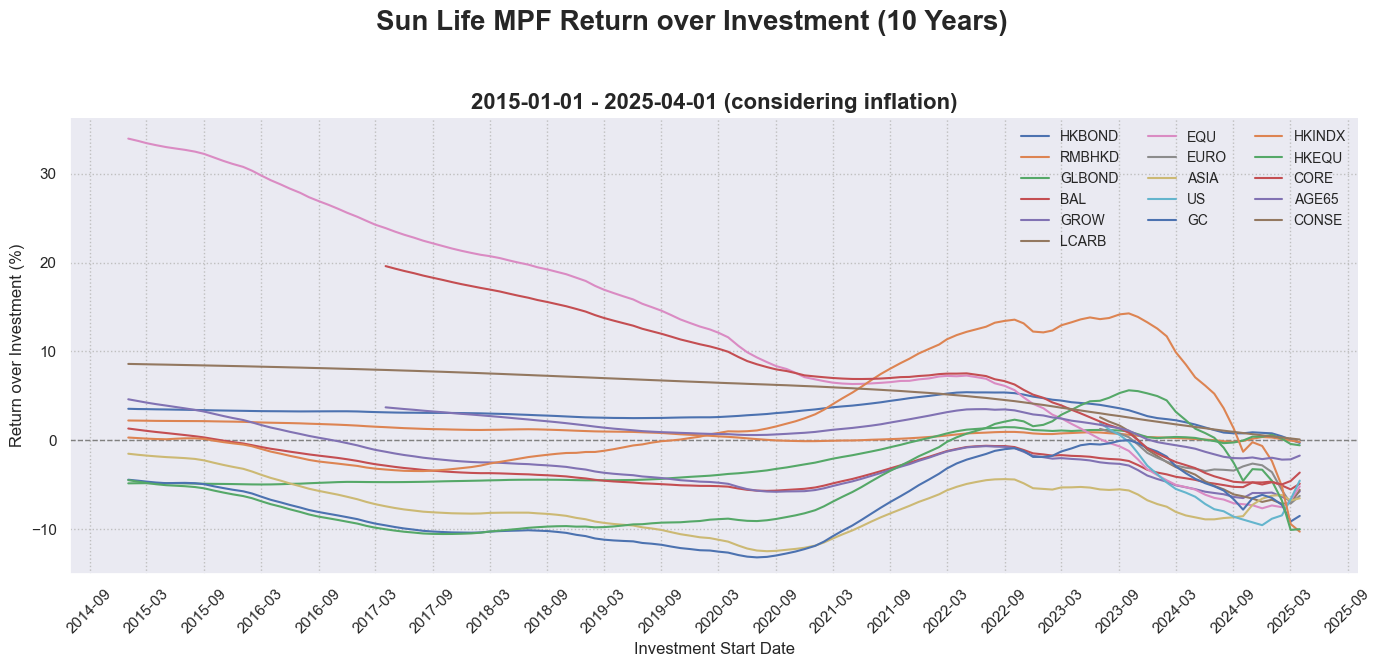 Sun Life MPF Return over Investment (10 Years)
2015-01-01 - 2025-04-01 (considering inflation)
HKBOND
RMBHKD
GLBOND
BAL
GROW
LCARB
EQU
EURO
ASIA
US
GC
HKINDX
HKEQU
CORE
AGE65
CONSE
Return over Investment (%)
30
20
10
0
−10
2014-09
2015-03
2015-09
2016-03
2016-09
2017-03
2017-09
2018-03
2018-09
2019-03
2019-09
2020-03
2020-09
2021-03
2021-09
2022-03
2022-09
2023-03
2023-09
2024-03
2024-09
2025-03
2025-09
Investment Start Date